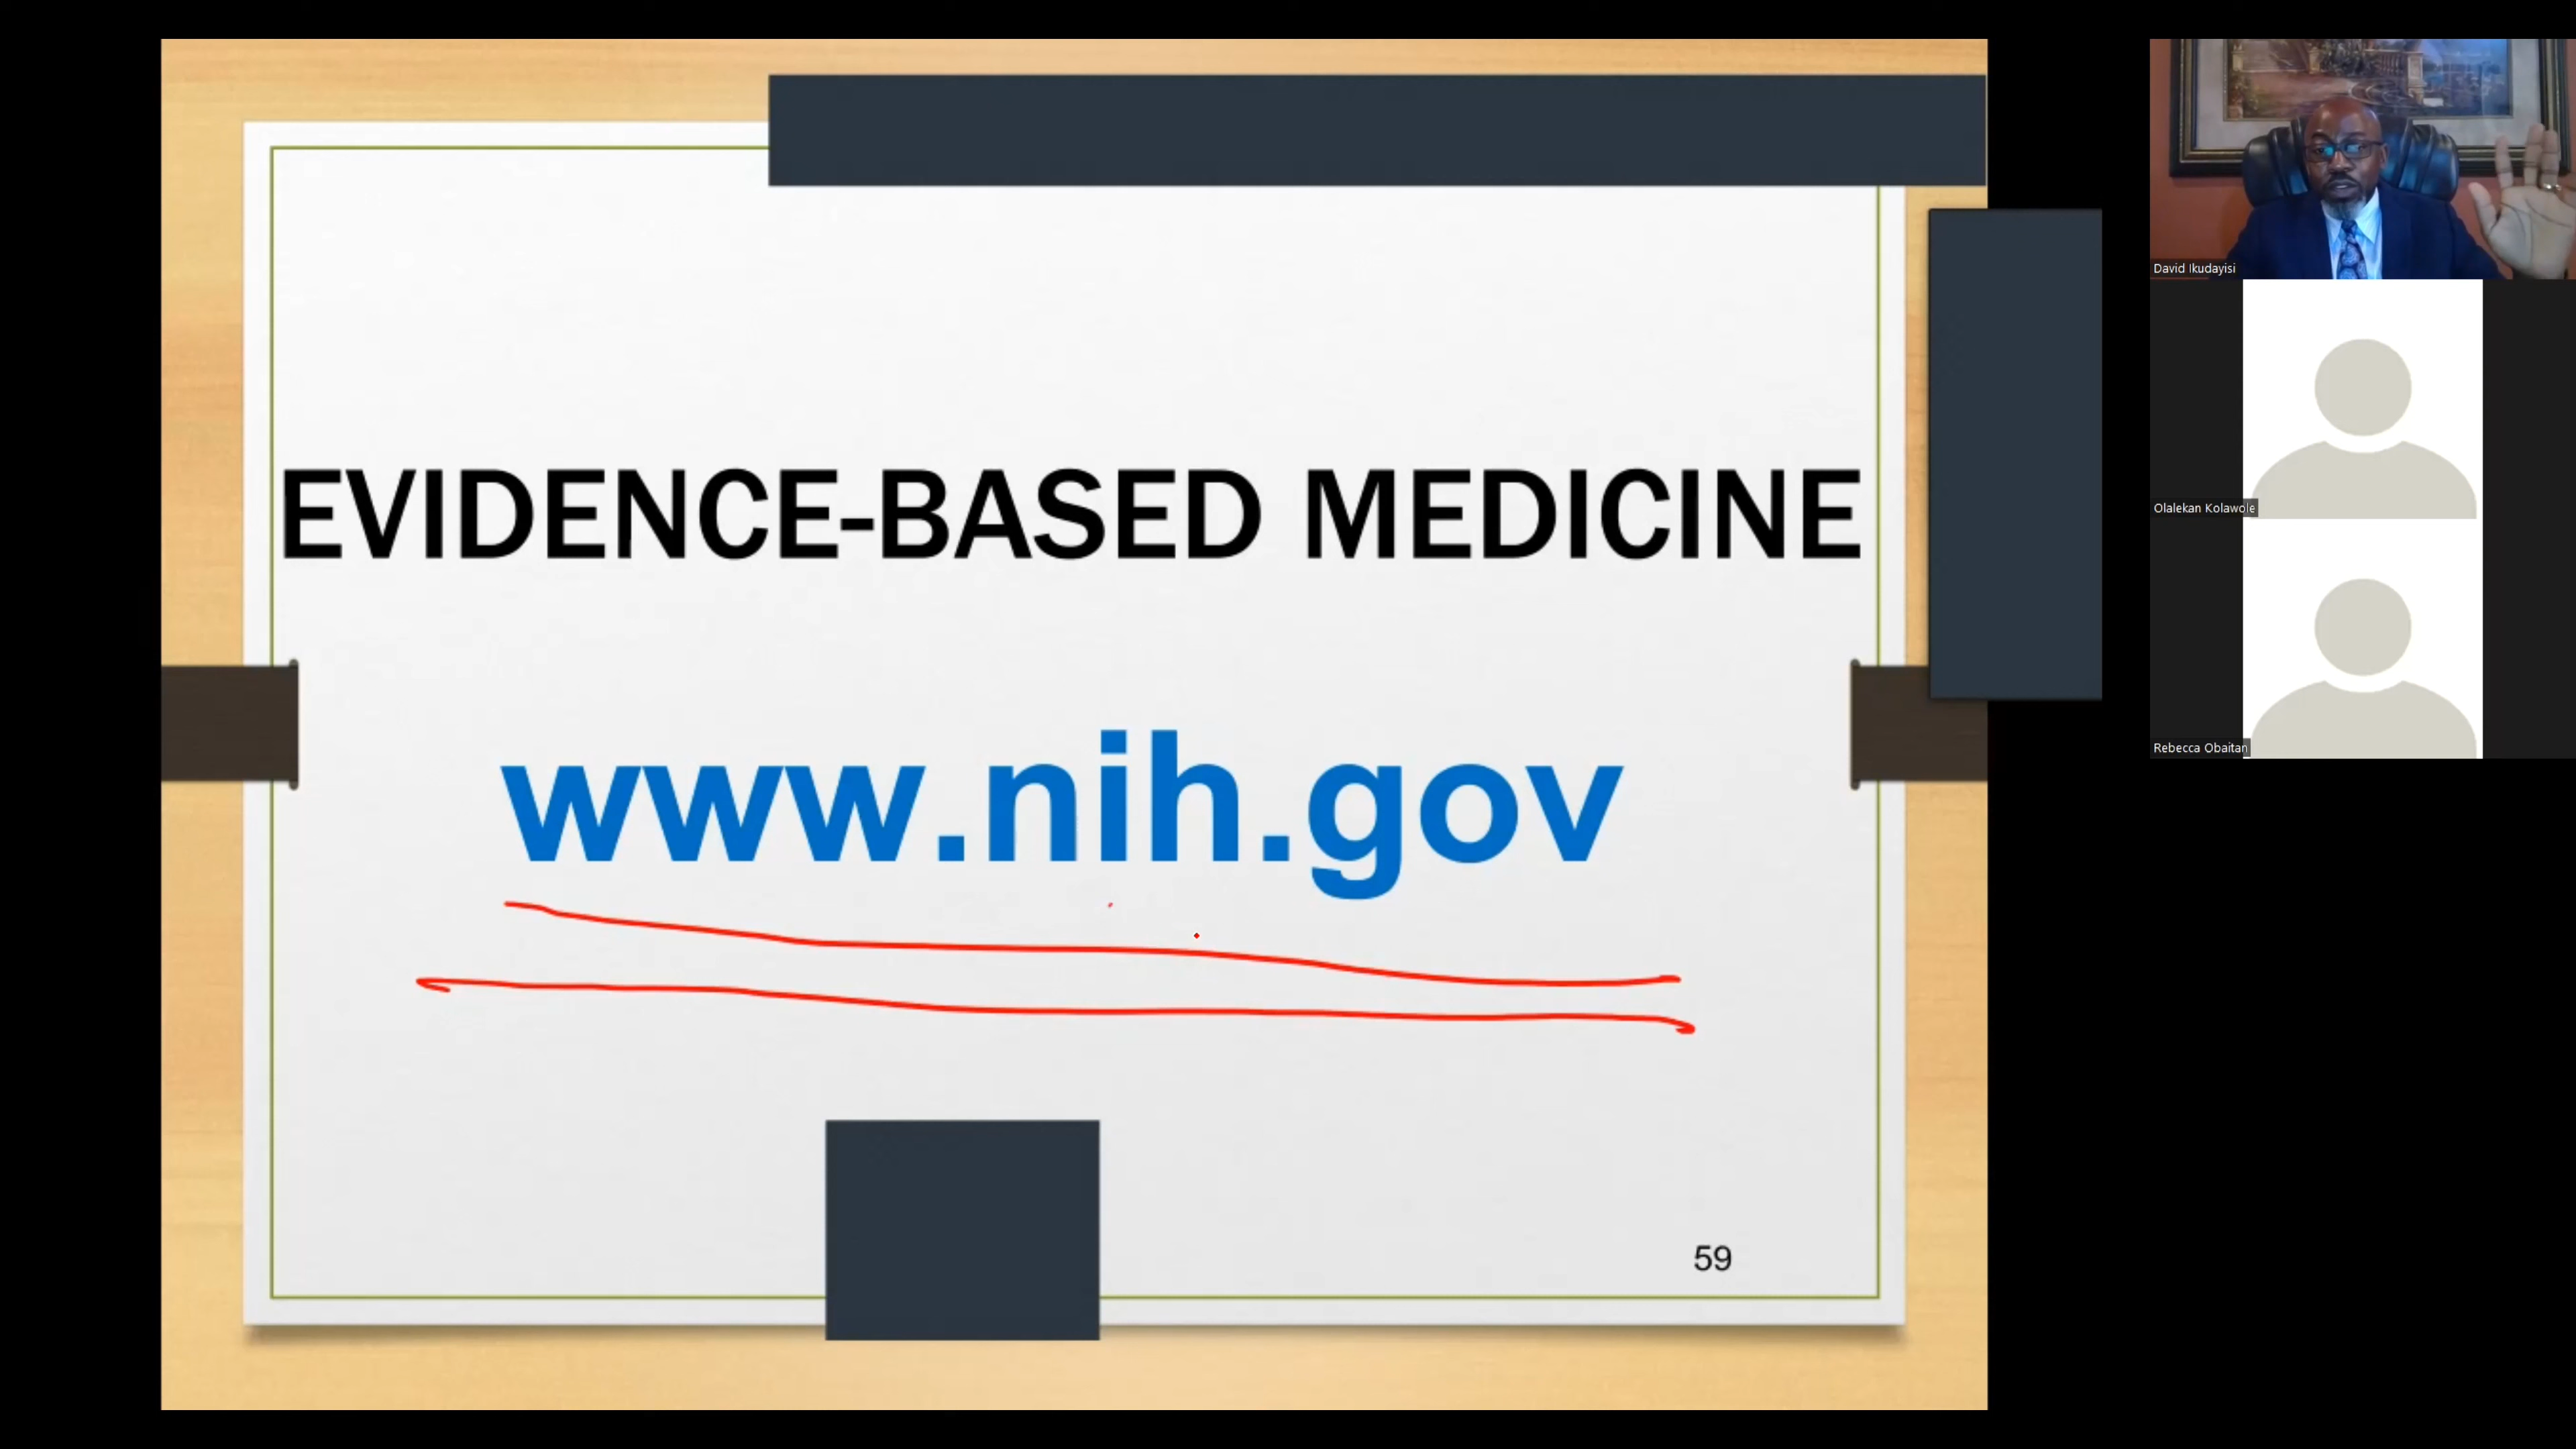 EVIDENCE-BASED MEDICINE
www.nih.gov
59
David Ikudayisi
Olalekan Kolawole
Rebecca Obaitan